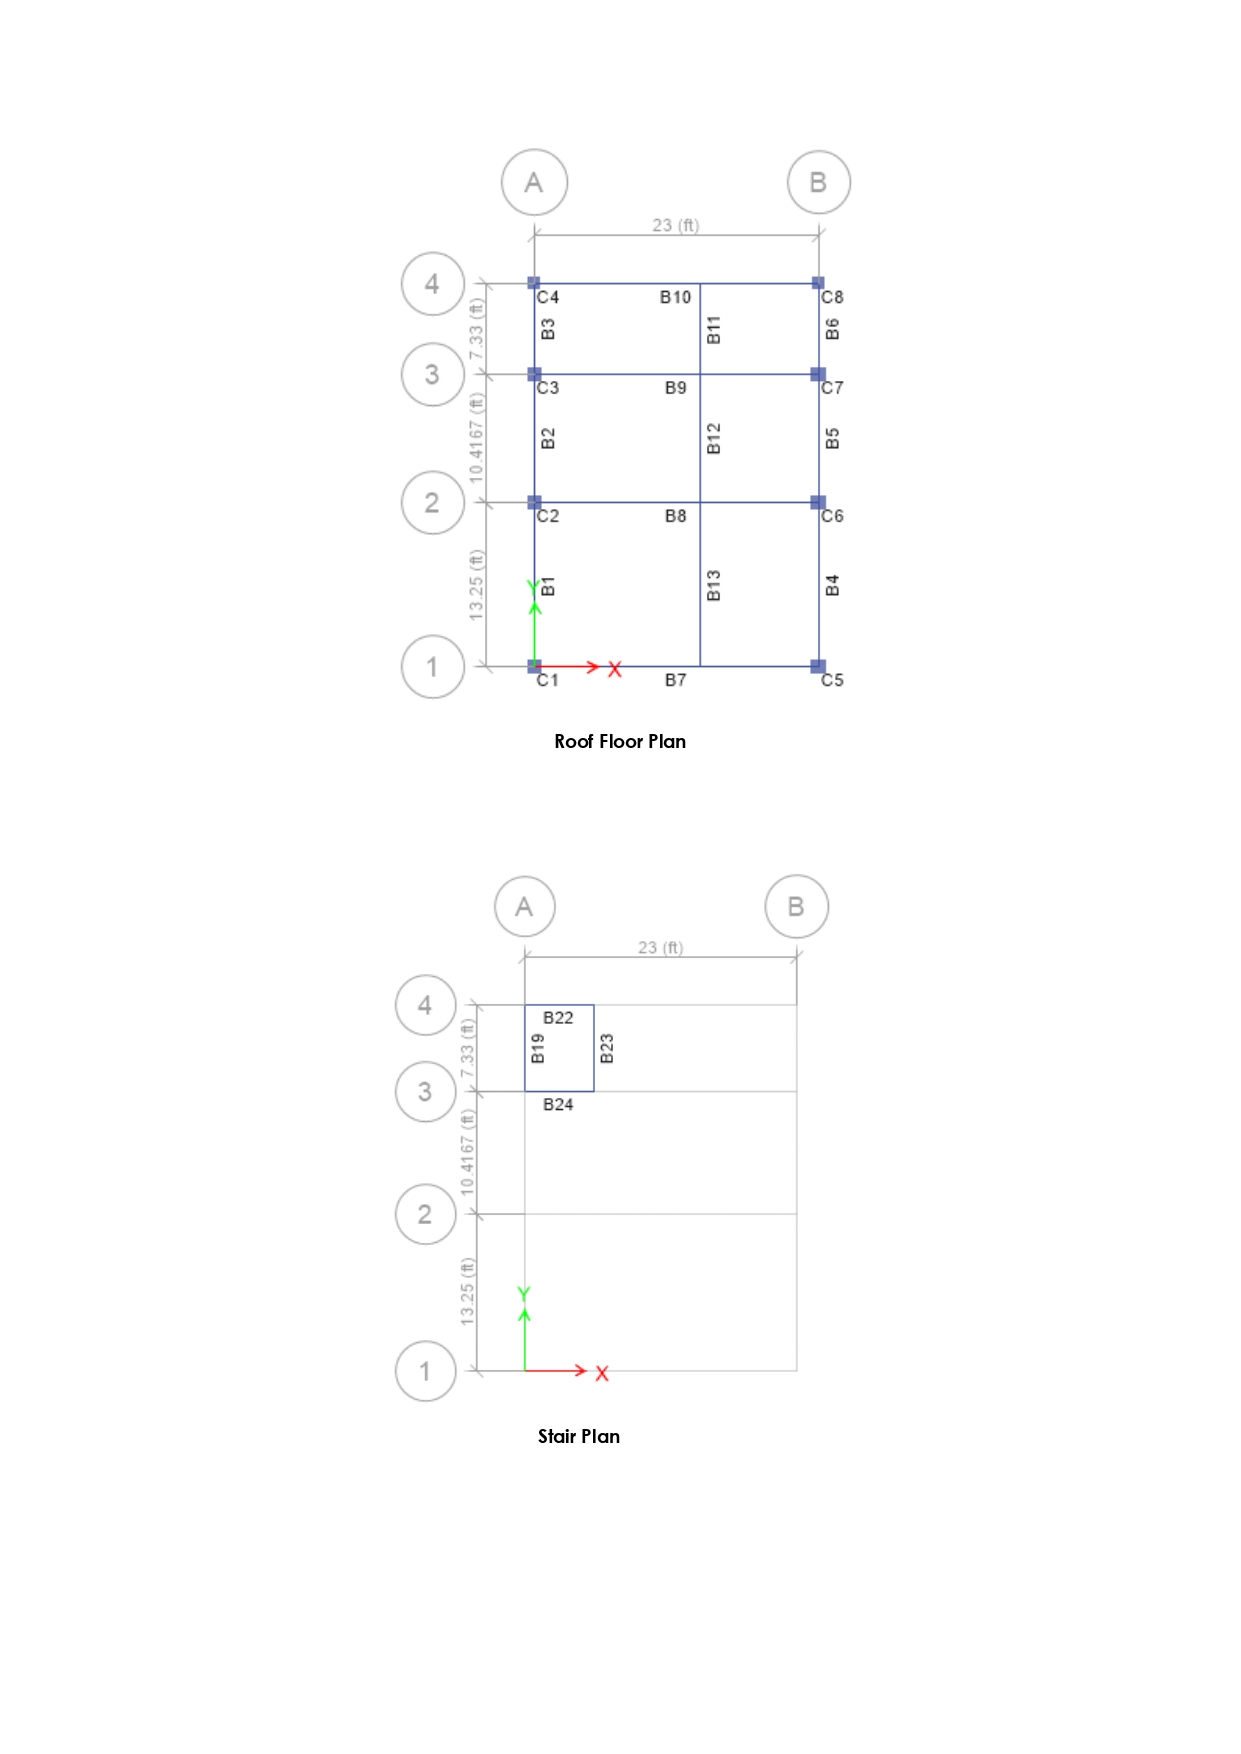 A
B
23 (ft)
4
C4
B10
C8
7.33 (ft)
B3
B11
B6
3
C3
B9
C7
10.4167 (ft)
B2
B12
B5
2
C2
B8
C6
13.25 (ft)
Y
B1
B13
B4
1
X
C1
B7
C5
Roof Floor Plan
A
B
23 (ft)
4
B22
7.33 (ft)
B19
B23
3
B24
10.4167 (ft)
2
13.25 (ft)
Y
1
X
Stair Plan